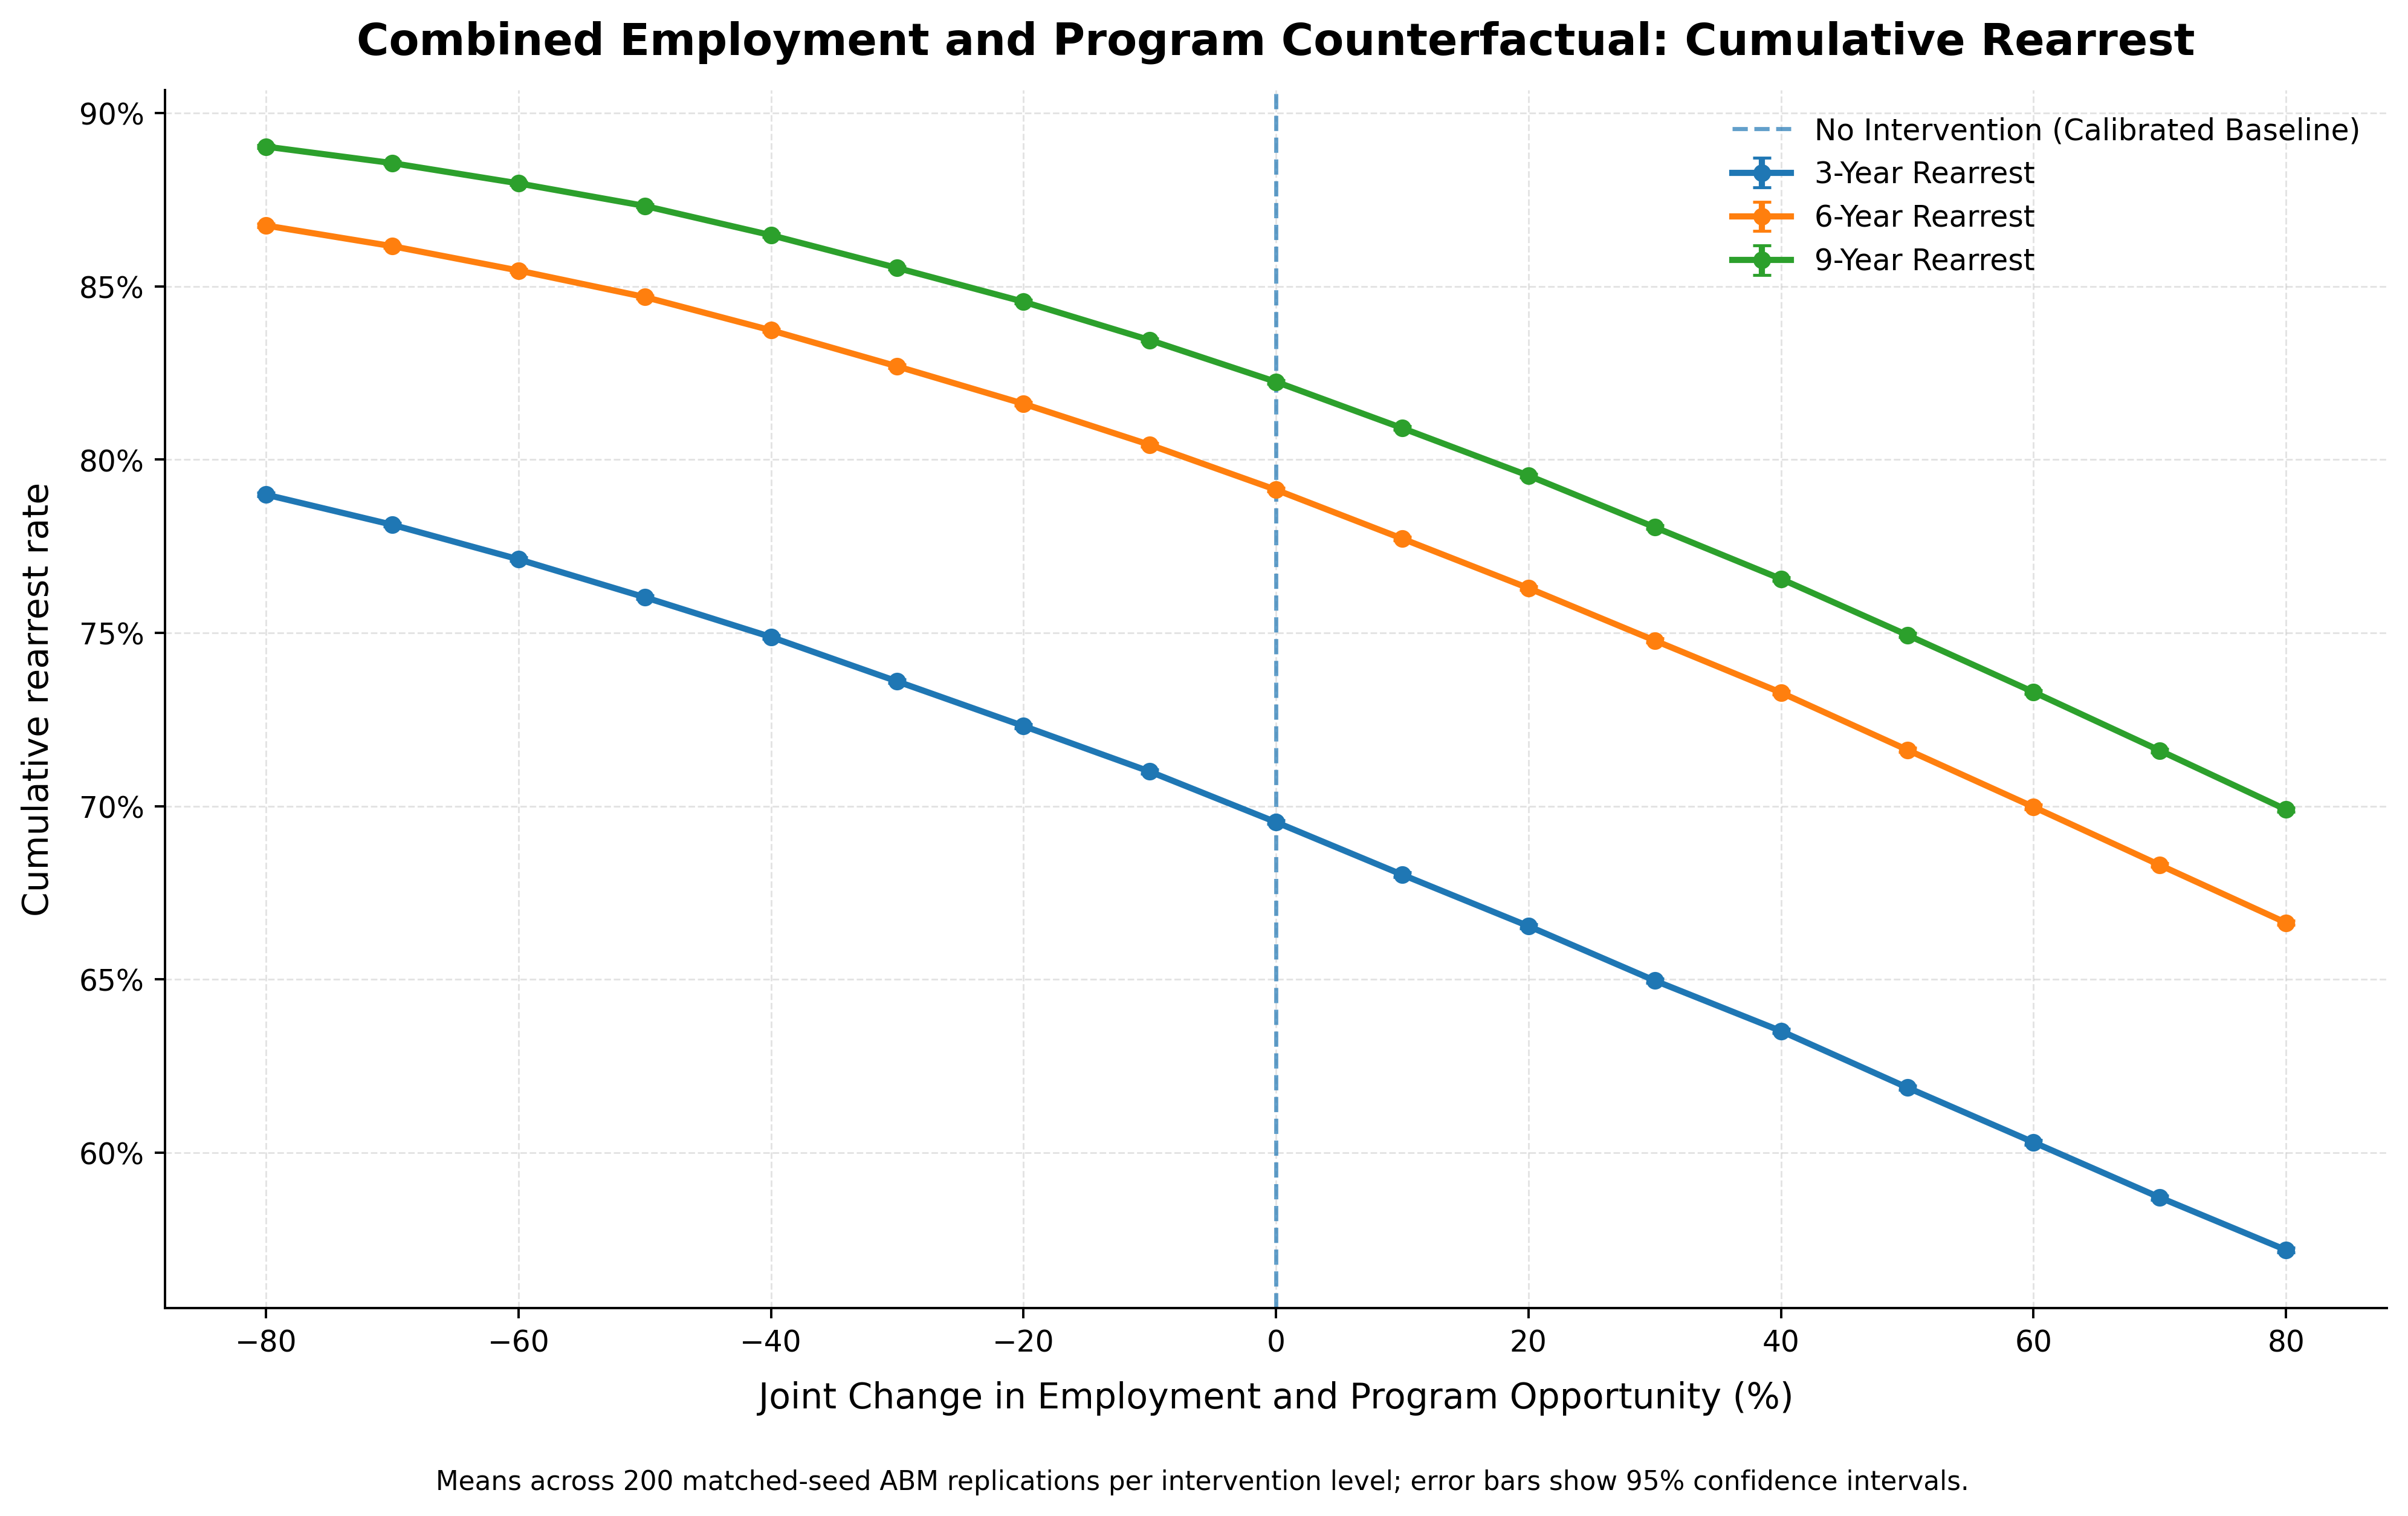 Combined Employment and Program Counterfactual: Cumulative Rearrest
90%
85%
80%
75%
70%
65%
60%
Cumulative rearrest rate
No Intervention (Calibrated Baseline)
3-Year Rearrest
6-Year Rearrest
9-Year Rearrest
−80 −60 −40 −20 0 20 40 60 80
Joint Change in Employment and Program Opportunity (%)
Means across 200 matched-seed ABM replications per intervention level; error bars show 95% confidence intervals.